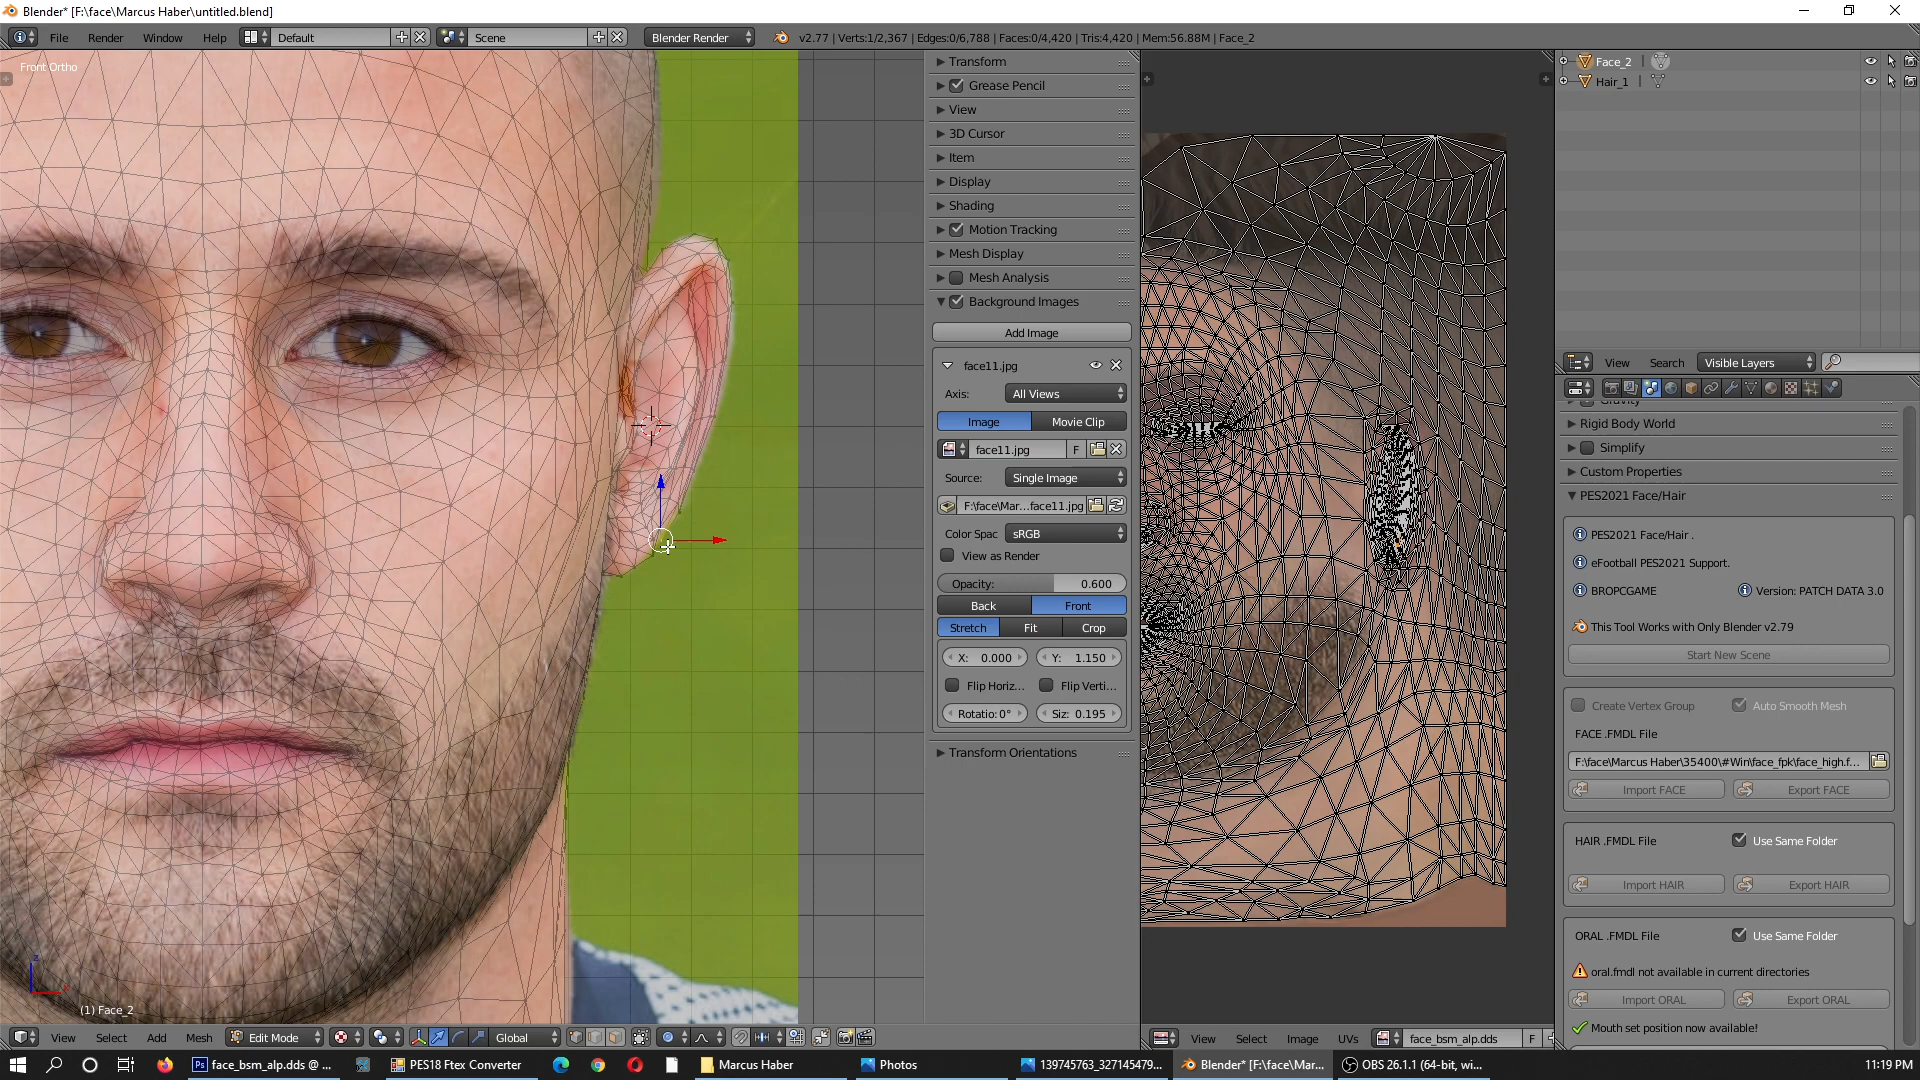 Blender* [F:\face\Marcus Haber\untitled.blend]
File Render Window Help Default Scene Blender Render v2.77 | Verts:1/2,367 | Edges:0/6,788 | Faces:0/4,420 | Tris:4,420 | Mem:56.88M | Face_2
Front Ortho
(1) Face_2
z
Transform
Grease Pencil
View
3D Cursor
Item
Display
Shading
Motion Tracking
Mesh Display
Mesh Analysis
Background Images
Add Image
face11.jpg
Axis: All Views
Image Movie Clip
face11.jpg F
Source: Single Image
F:\face\Mar...face11.jpg
Color Spac sRGB
View as Render
Opacity: 0.600
Back Front
Stretch Fit Crop
X: 0.000 Y: 1.150
Flip Horiz... Flip Verti...
Rotatio:0° Siz: 0.195
Transform Orientations
Face_2 |
Hair_1 |
View Search Visible Layers
Gravity
Rigid Body World
Simplify
Custom Properties
PES2021 Face/Hair
PES2021 Face/Hair .
eFootball PES2021 Support.
BROPCGAME Version: PATCH DATA 3.0
This Tool Works with Only Blender v2.79
Start New Scene
Create Vertex Group Auto Smooth Mesh
FACE .FMDL File
F:\face\Marcus Haber\35400\#Win\face_fpk\face_high.f...
Import FACE Export FACE
HAIR .FMDL File Use Same Folder
Import HAIR Export HAIR
ORAL .FMDL File Use Same Folder
oral.fmdl not available in current directories
Import ORAL Export ORAL
Mouth set position now available!
View Select Add Mesh Edit Mode Global
View Select Image UVs face_bsm_alp.dds F
face_bsm_alp.dds @ ... PES18 Ftex Converter Marcus Haber Photos 139745763_327145479... Blender* [F:\face\Mar... OBS 26.1.1 (64-bit, wi... 11:19 PM